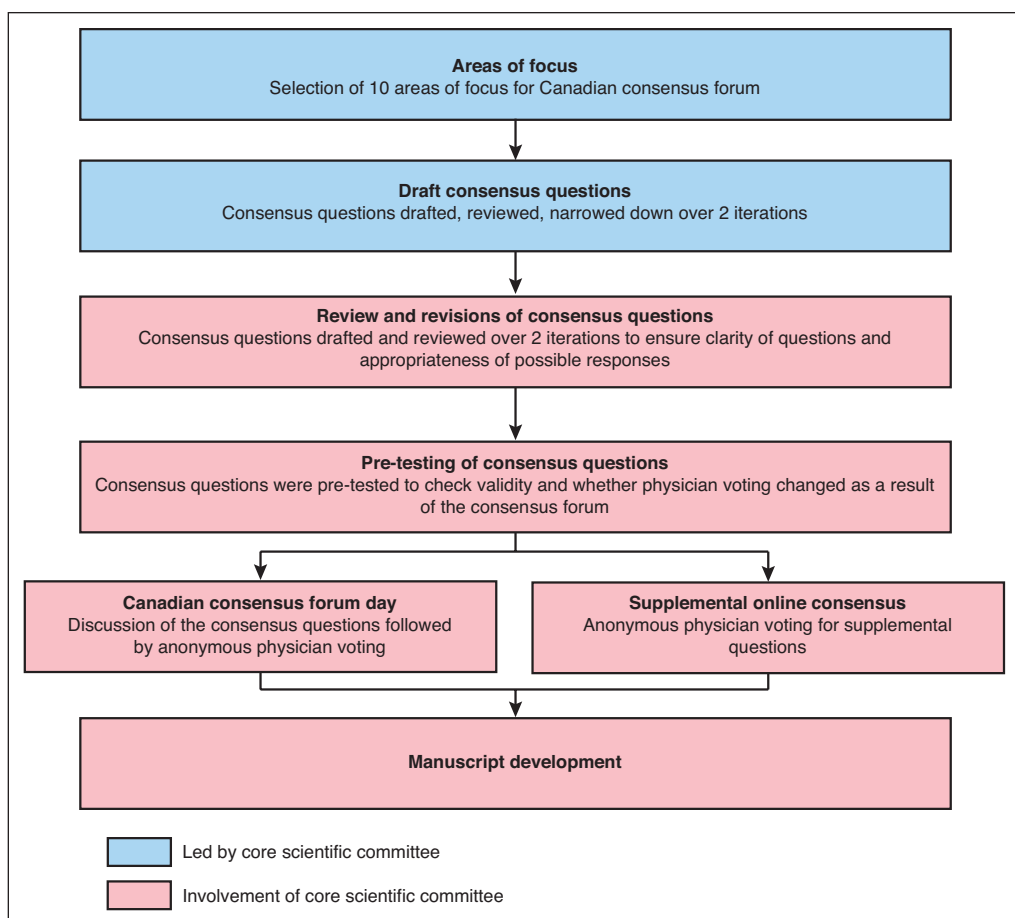 Areas of focus
Selection of 10 areas of focus for Canadian consensus forum
Draft consensus questions
Consensus questions drafted, reviewed, narrowed down over 2 iterations
Review and revisions of consensus questions
Consensus questions drafted and reviewed over 2 iterations to ensure clarity of questions and
appropriateness of possible responses
Pre-testing of consensus questions
Consensus questions were pre-tested to check validity and whether physician voting changed as a result
of the consensus forum
Canadian consensus forum day
Discussion of the consensus questions followed
by anonymous physician voting
Supplemental online consensus
Anonymous physician voting for supplemental
questions
Manuscript development
Led by core scientific committee
Involvement of core scientific committee